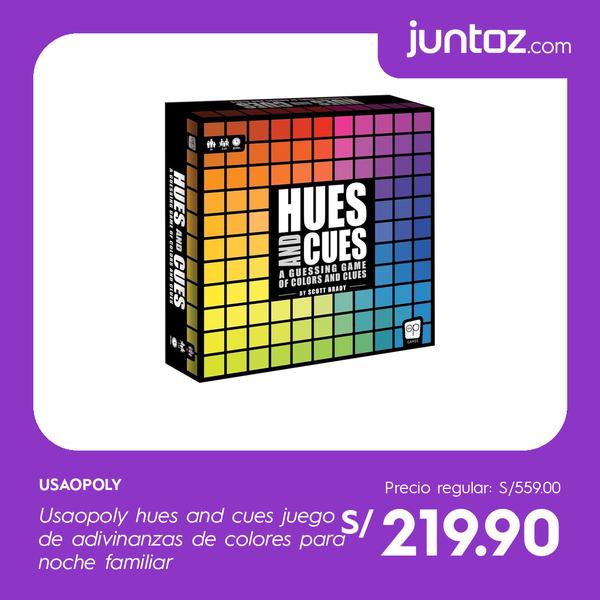 juntoz.com
HUES
AND
CUES
A GUESSING GAME
OF COLORS AND CLUES
BY SCOTT BRADY
HUES AND CUES
A GUESSING GAME OF COLORS AND CLUES
op
GAMES
USAOPOLY
Usaopoly hues and cues juego
de adivinanzas de colores para
noche familiar
Precio regular: S/559.00
S/ 219.90